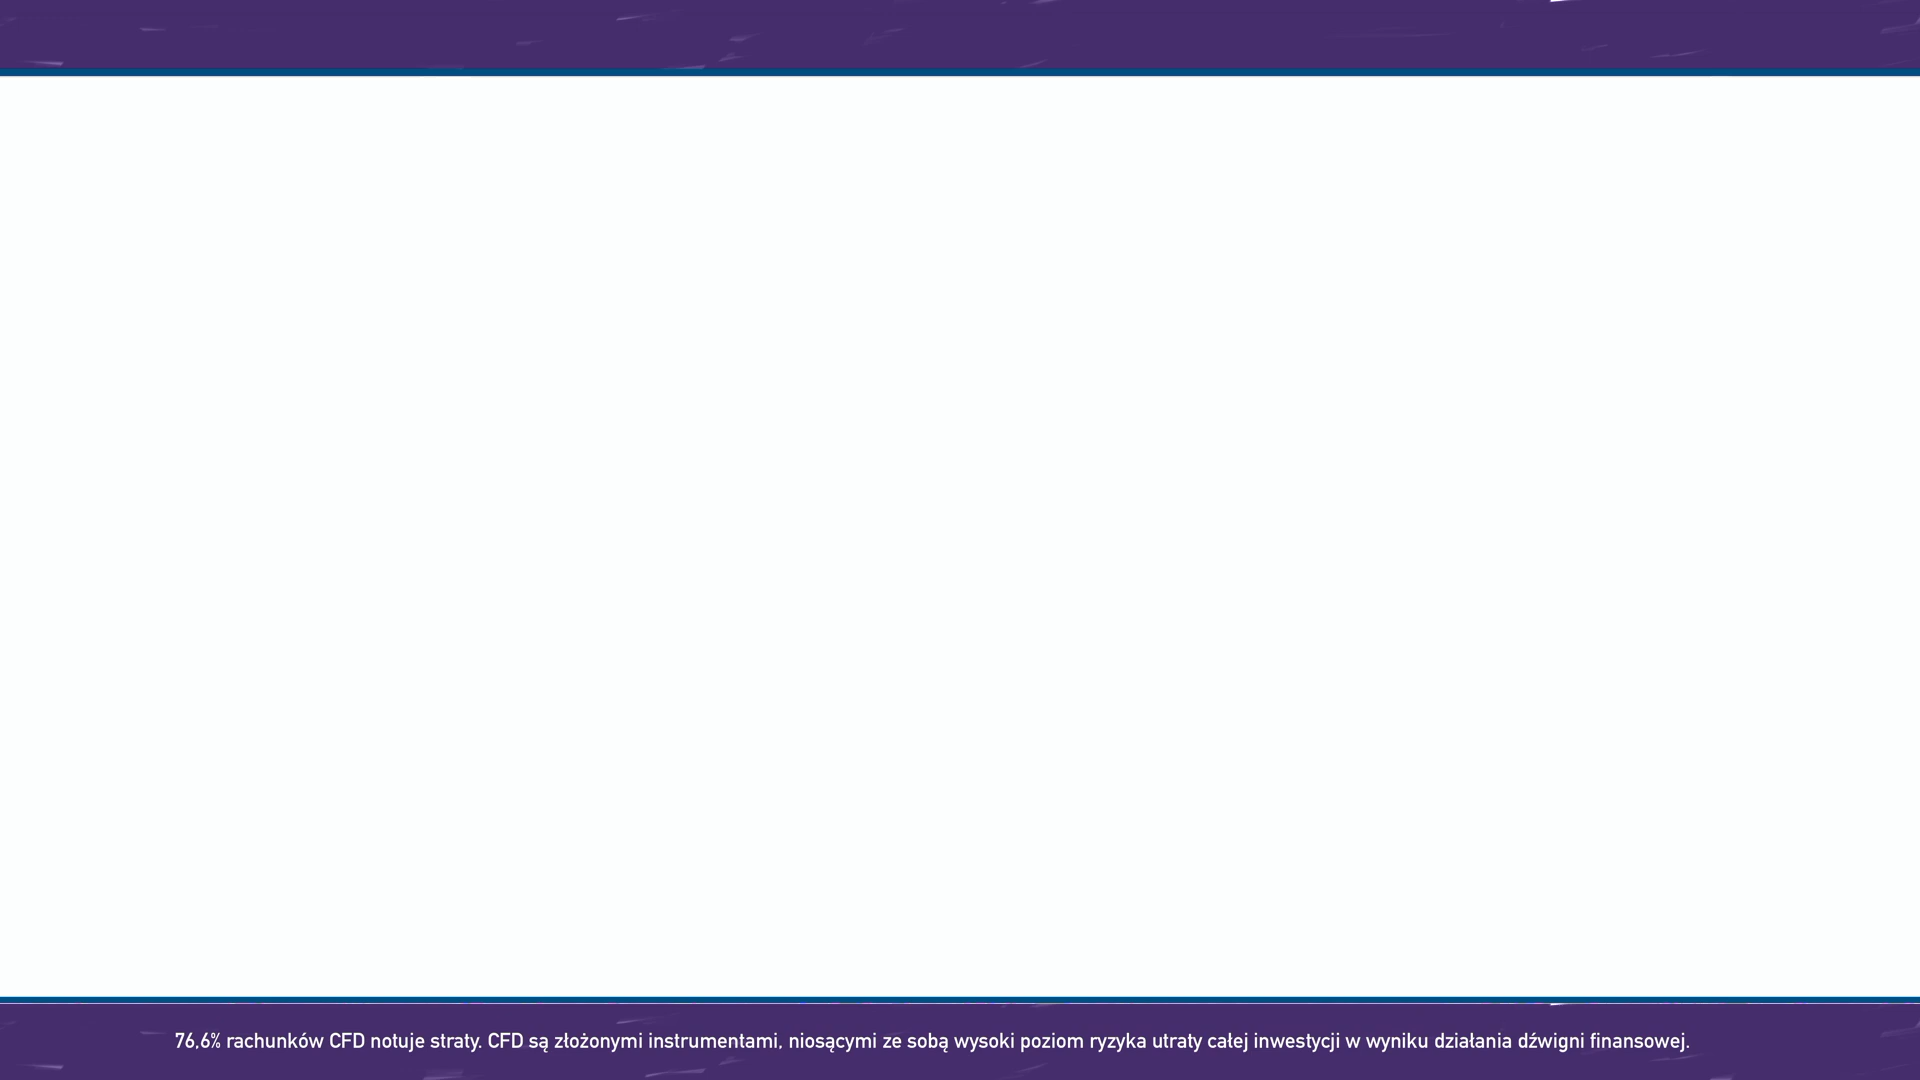 76,6% rachunków CFD notuje straty. CFD są złożonymi instrumentami, niosącymi ze sobą wysoki poziom ryzyka utraty całej inwestycji w wyniku działania dźwigni finansowej.